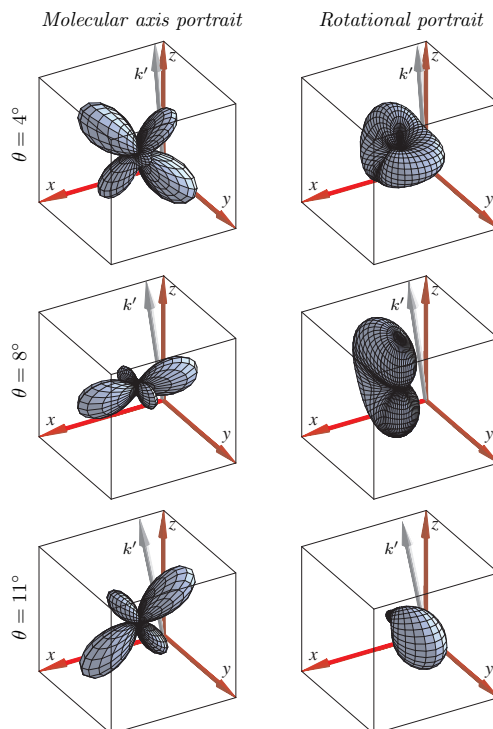 Molecular axis portrait Rotational portrait
θ = 4°
k′ z x y
k′ z x y
θ = 8°
k′ z x y
k′ z x y
θ = 11°
k′ z x y
k′ z x y